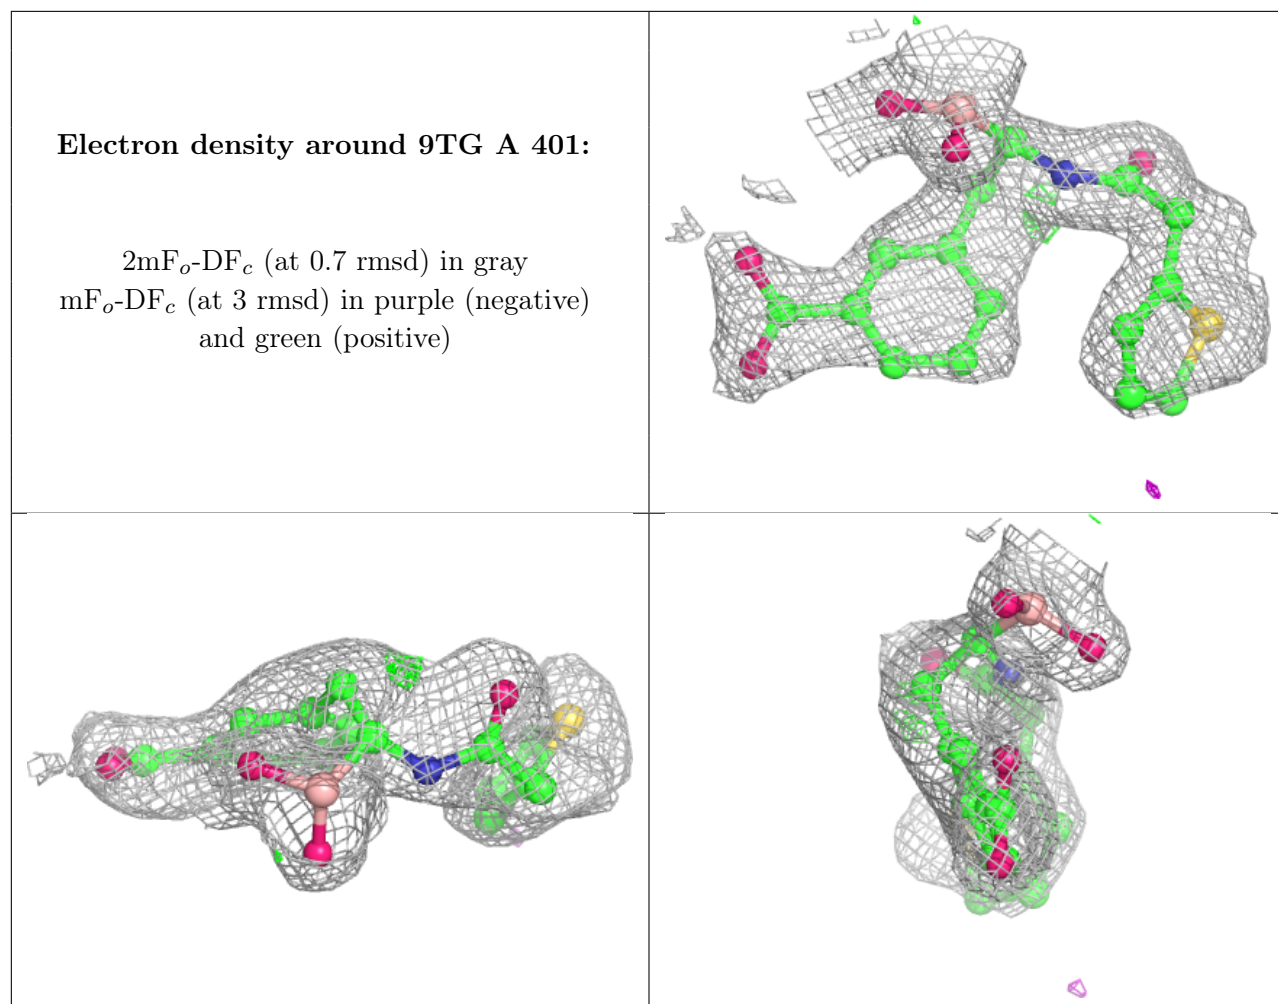 Electron density around 9TG A 401:
2mFo-DFc (at 0.7 rmsd) in gray
mFo-DFc (at 3 rmsd) in purple (negative)
and green (positive)